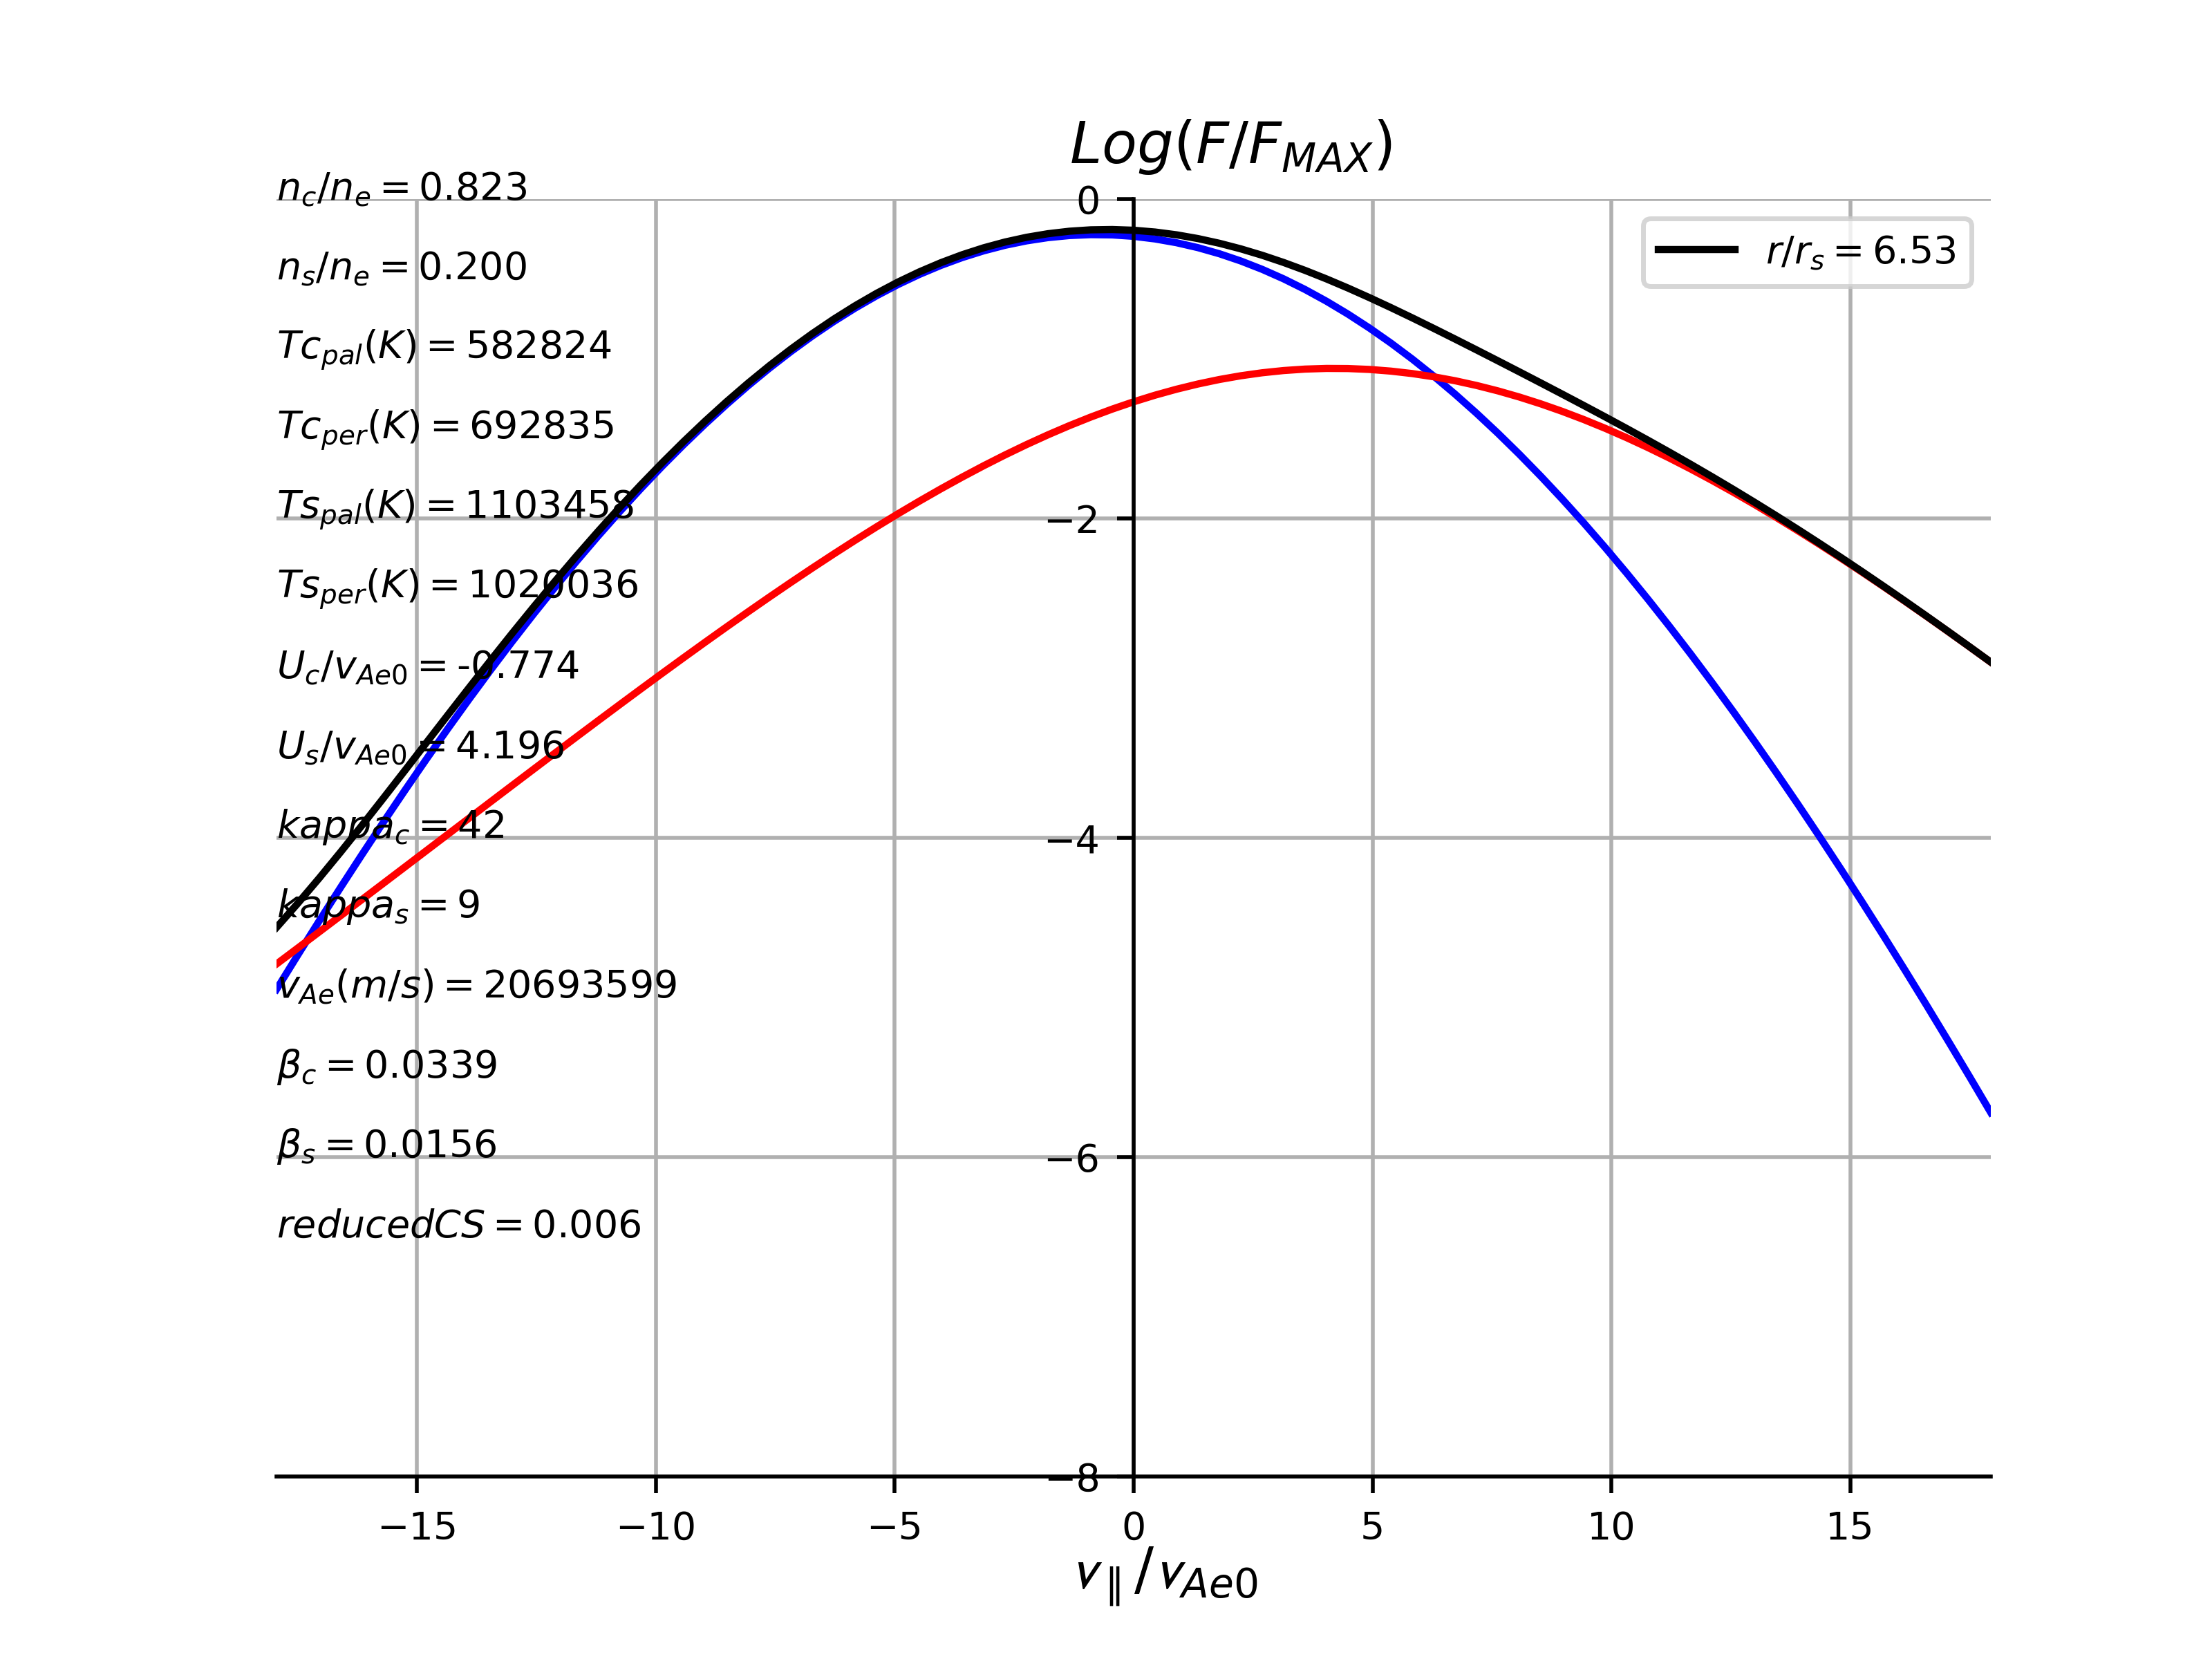 Log(F/F_MAX)
n_c/n_e = 0.823
n_s/n_e = 0.200
Tc_pal(K) = 582824
Tc_per(K) = 692835
Ts_pal(K) = 1103458
Ts_per(K) = 1020036
U_c/v_Ae0 = -0.774
U_s/v_Ae0 = 4.196
kappa_c = 42
kappa_s = 9
v_Ae(m/s) = 20693599
β_c = 0.0339
β_s = 0.0156
reducedCS = 0.006
r/r_s = 6.53
0
−2
−4
−6
−8
−15 −10 −5 0 5 10 15
v_∥/v_Ae0